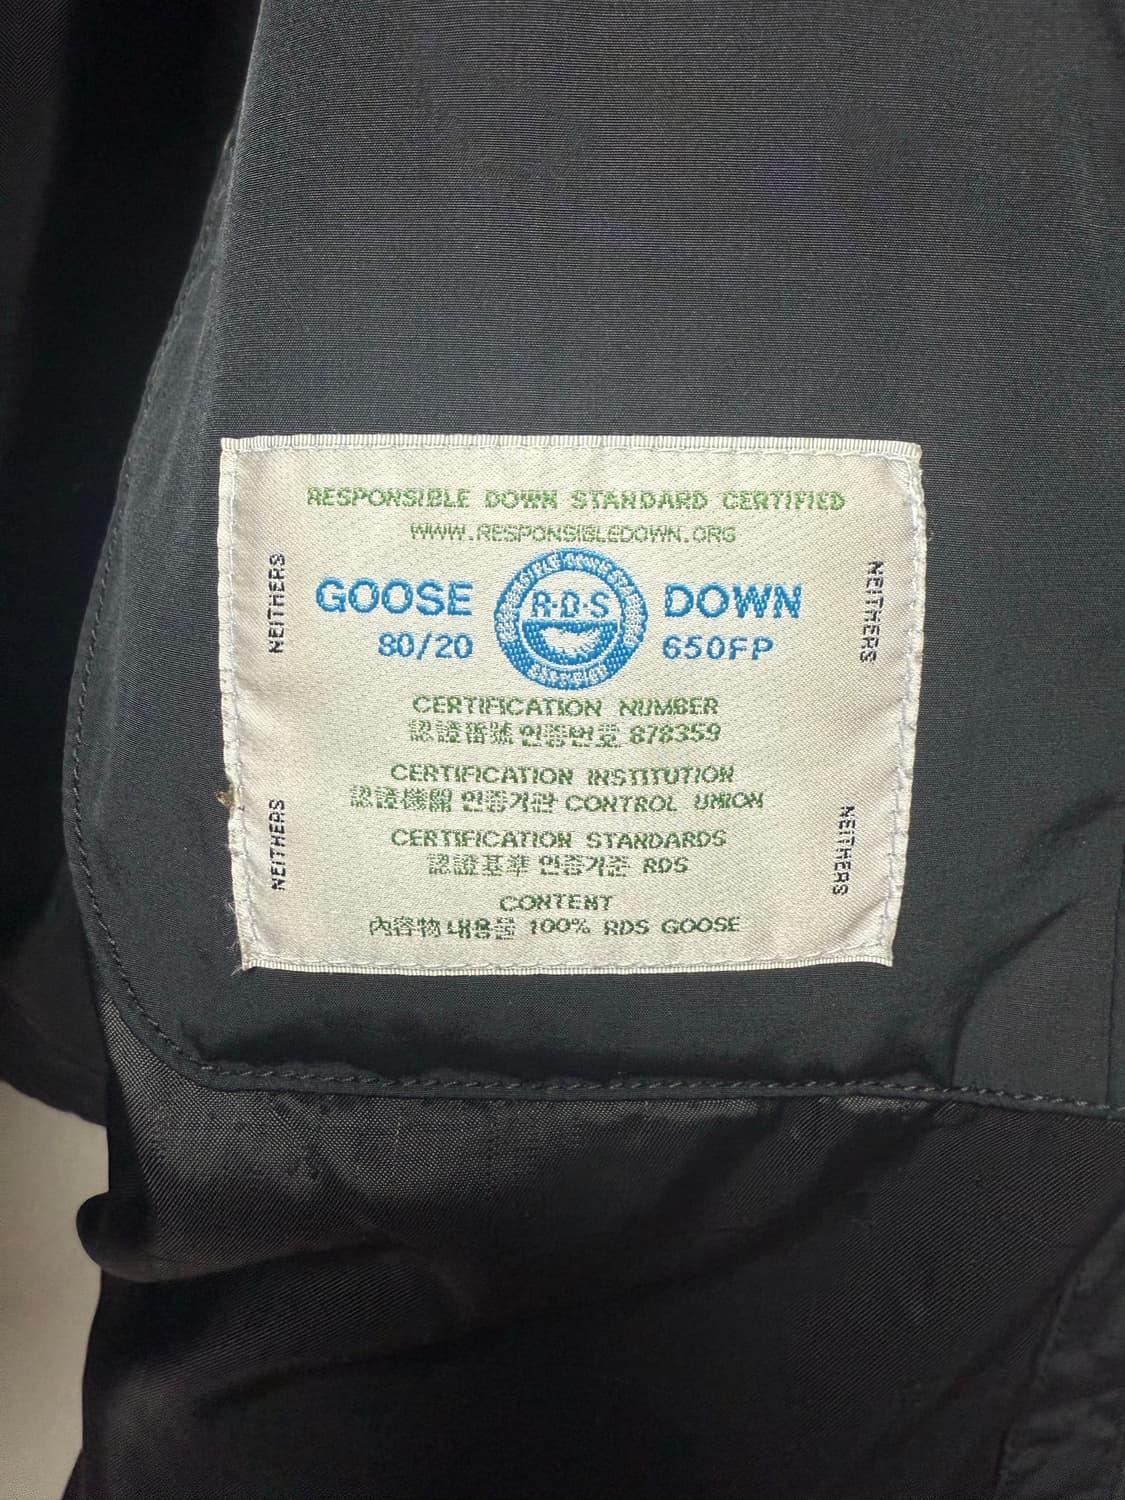 RESPONSIBLE DOWN STANDARD CERTIFIED
WWW.RESPONSIBLEDOWN.ORG
GOOSE R·D·S DOWN
80/20 650FP
CERTIFIED
CERTIFICATION NUMBER
認證番號 인증번호 878359
CERTIFICATION INSTITUTION
認證機關 인증기관 CONTROL UNION
CERTIFICATION STANDARDS
認證基準 인증기준 RDS
CONTENT
內容物 내용물 100% RDS GOOSE
NEITHERS
NEITHERS
NEITHERS
NEITHERS